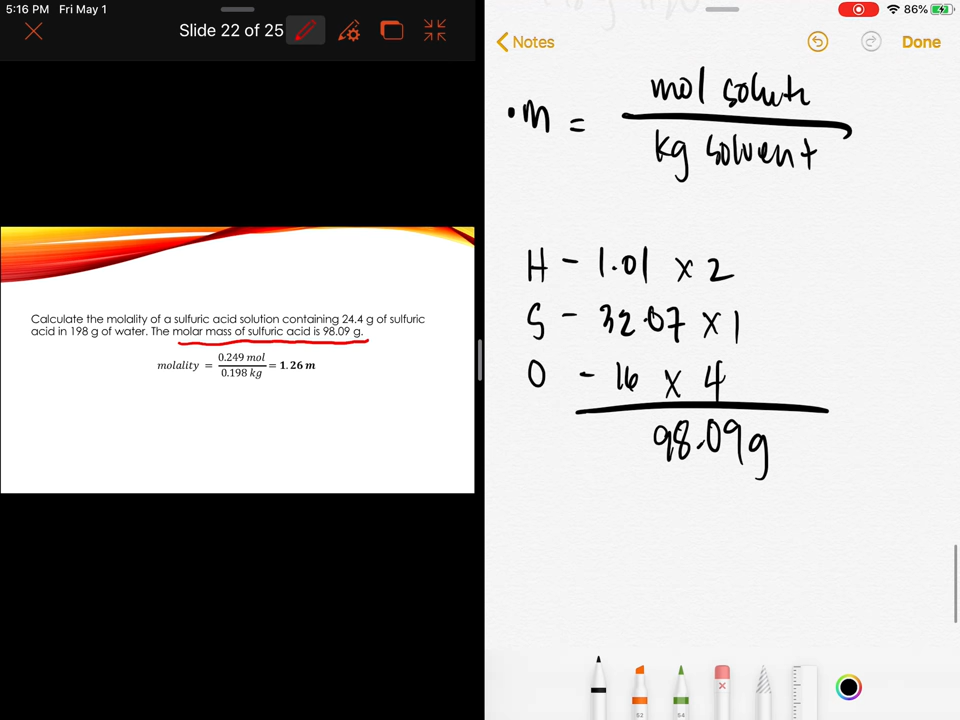 5:16 PM Fri May 1
Slide 22 of 25
Calculate the molality of a sulfuric acid solution containing 24.4 g of sulfuric
acid in 198 g of water. The molar mass of sulfuric acid is 98.09 g.
molality = 0.249 mol / 0.198 kg = 1.26 m
86%
Notes
Done
• m = mol solute / kg solvent
H - 1.01 x 2
S - 32.07 x 1
O - 16 x 4
98.09g
52
54